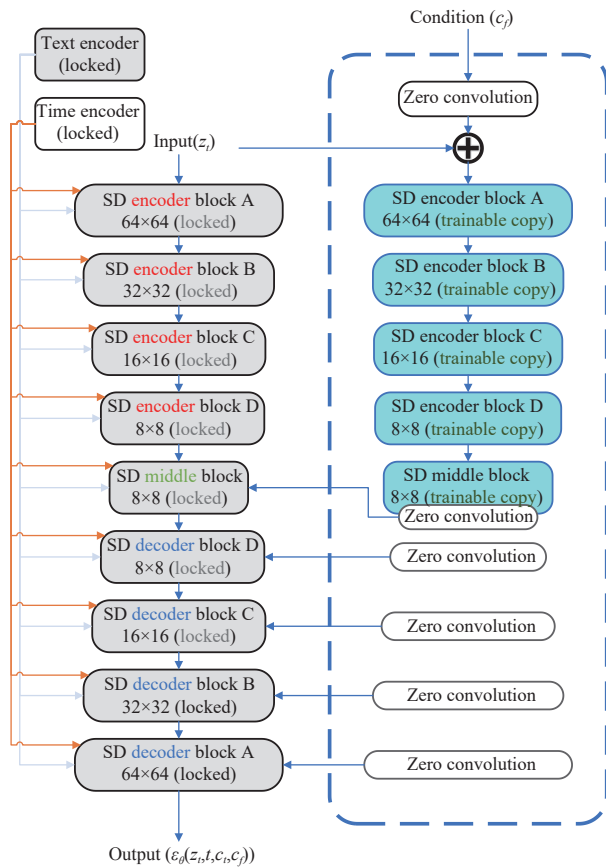 Condition (c_f)
Text encoder
(locked)
Zero convolution
Time encoder
(locked)
Input(z_t)
SD encoder block A
64×64 (locked)
SD encoder block A
64×64 (trainable copy)
SD encoder block B
32×32 (locked)
SD encoder block B
32×32 (trainable copy)
SD encoder block C
16×16 (locked)
SD encoder block C
16×16 (trainable copy)
SD encoder block D
8×8 (locked)
SD encoder block D
8×8 (trainable copy)
SD middle block
8×8 (locked)
SD middle block
8×8 (trainable copy)
Zero convolution
SD decoder block D
8×8 (locked)
Zero convolution
SD decoder block C
16×16 (locked)
Zero convolution
SD decoder block B
32×32 (locked)
Zero convolution
SD decoder block A
64×64 (locked)
Zero convolution
Output (ε_θ(z_t,t,c_t,c_f))